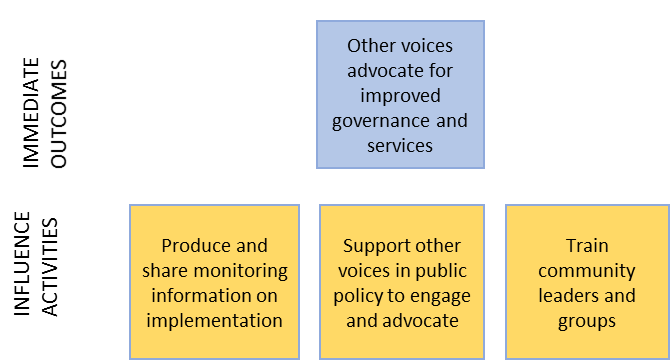 IMMEDIATE
OUTCOMES
Other voices
advocate for
improved
governance and
services
INFLUENCE
ACTIVITIES
Produce and
share monitoring
information on
implementation
Support other
voices in public
policy to engage
and advocate
Train
community
leaders and
groups